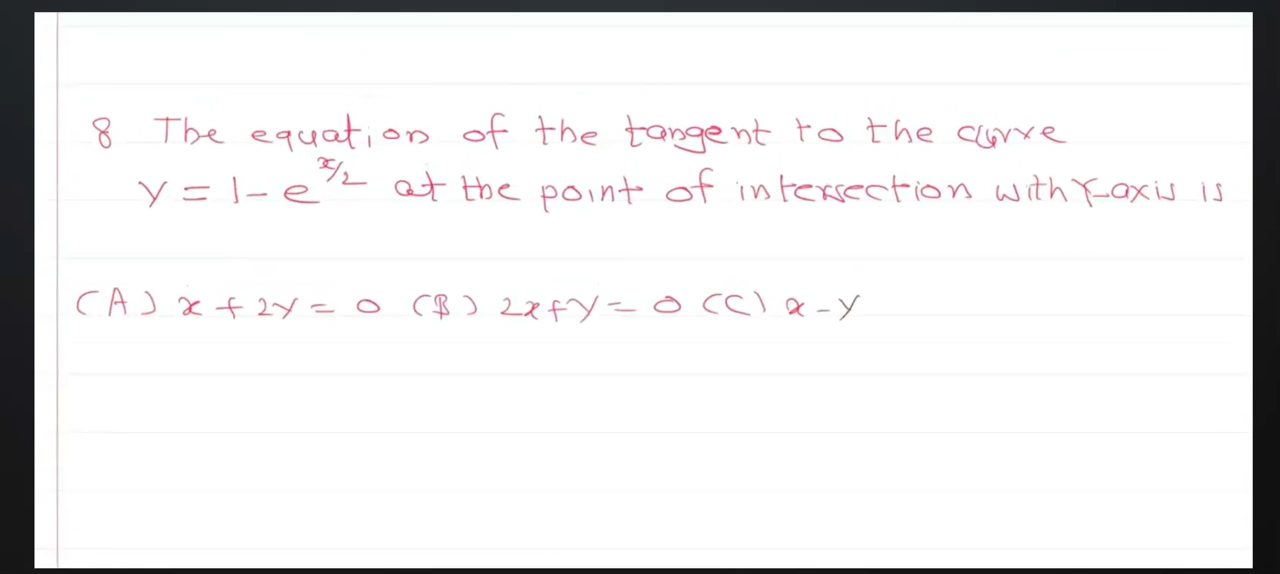 8 The equation of the tangent to the curve
y = 1 - e^x/2 at the point of intersection with Y-axis is
(A) x + 2y = 0 (B) 2x + y = 0 (C) x - y